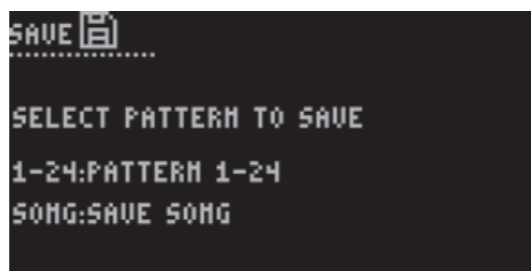 SAVE
SELECT PATTERN TO SAVE
1-24:PATTERN 1-24
SONG:SAVE SONG